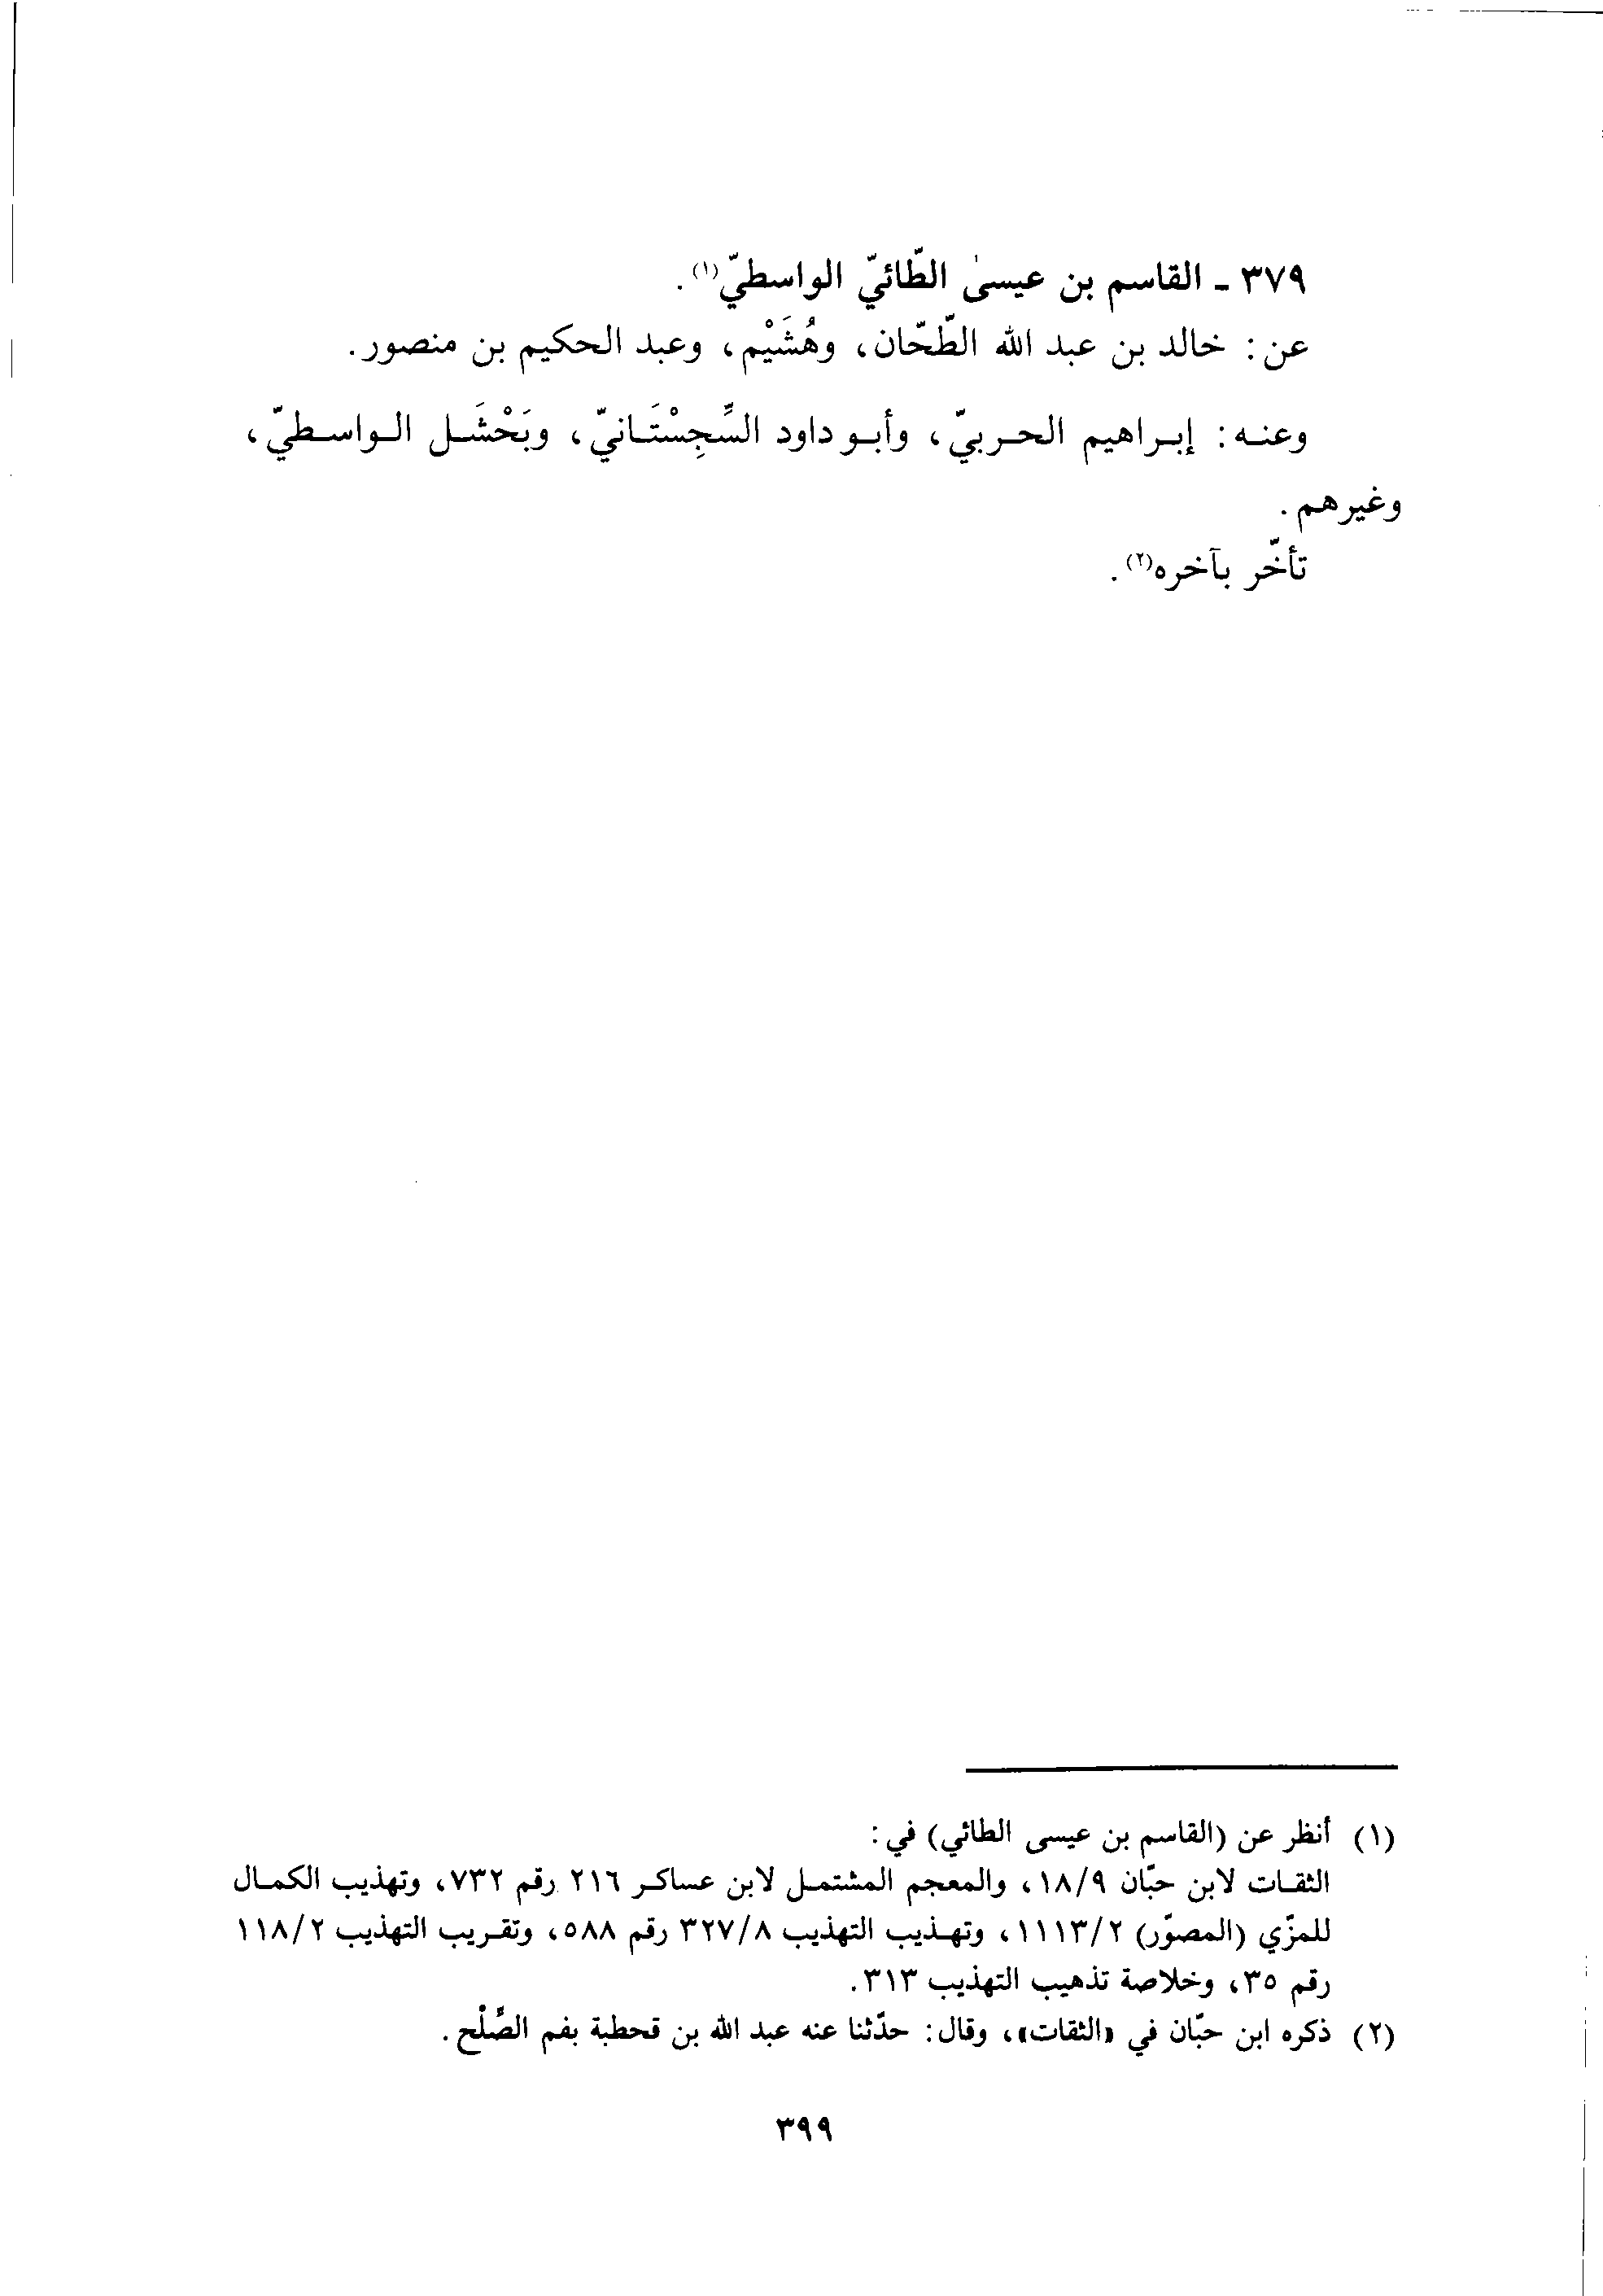 ٣٧٩ - القاسم بن عيسىٰ الطّائيّ الواسطيّ(١).
عن: خالد بن عبد الله الطّحّان، وهُشَيْم، وعبد الحكيم بن منصور.
وعنه: إبراهيم الحربيّ، وأبو داود السِّجِسْتَانيّ، وبَحْشَل الواسطيّ،
وغيرهم.
تأخّر بآخره(٢).
(١) أنظر عن (القاسم بن عيسى الطائي) في:
الثقات لابن حبّان ١٨/٩، والمعجم المشتمل لابن عساكر ٢١٦ رقم ٧٣٢، وتهذيب الكمال
للمزّي (المصوّر) ١١١٣/٢، وتهذيب التهذيب ٣٢٧/٨ رقم ٥٨٨، وتقريب التهذيب ١١٨/٢
رقم ٣٥، وخلاصة تذهيب التهذيب ٣١٣.
(٢) ذكره ابن حبّان في «الثقات»، وقال: حدّثنا عنه عبد الله بن قحطبة بفم الصِّلْح.
٣٩٩